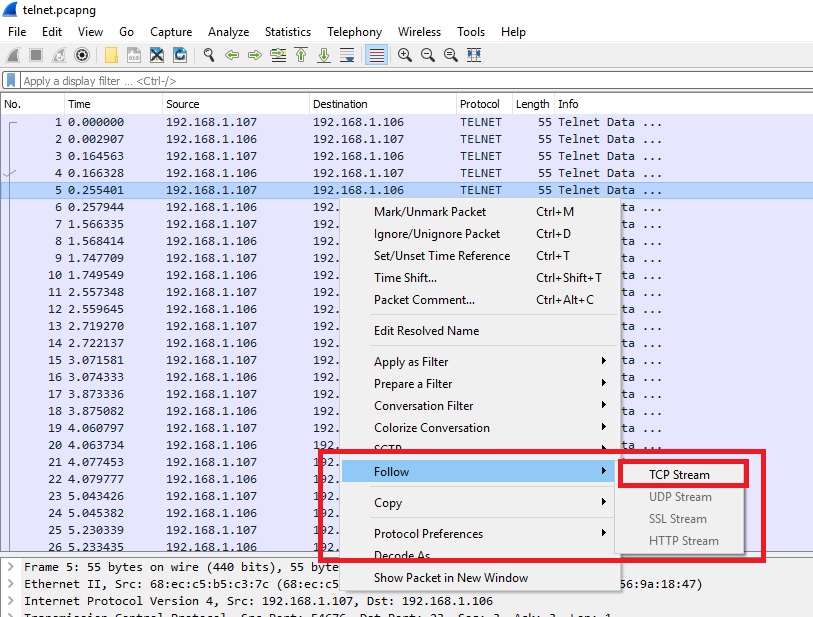 telnet.pcapng
File Edit View Go Capture Analyze Statistics Telephony Wireless Tools Help
Apply a display filter ... <Ctrl-/>
No. Time Source Destination Protocol Length Info
1 0.000000 192.168.1.107 192.168.1.106 TELNET 55 Telnet Data ...
2 0.002907 192.168.1.106 192.168.1.107 TELNET 55 Telnet Data ...
3 0.164563 192.168.1.107 192.168.1.106 TELNET 55 Telnet Data ...
4 0.166328 192.168.1.106 192.168.1.107 TELNET 55 Telnet Data ...
5 0.255401 192.168.1.107 192.168.1.106 TELNET 55 Telnet Data ...
6 0.257944 192.168.1.106 192. ta ...
7 1.566335 192.168.1.107 192. ta ...
8 1.568414 192.168.1.106 192. ta ...
9 1.747709 192.168.1.107 192. ta ...
10 1.749549 192.168.1.106 192. ta ...
11 2.557348 192.168.1.107 192. ta ...
12 2.559645 192.168.1.106 192. ta ...
13 2.719270 192.168.1.107 192. ta ...
14 2.722137 192.168.1.106 192. ta ...
15 3.071581 192.168.1.107 192. ta ...
16 3.074333 192.168.1.106 192. ta ...
17 3.873336 192.168.1.107 192. ta ...
18 3.875082 192.168.1.106 192. ta ...
19 4.060797 192.168.1.107 192. ta ...
20 4.063734 192.168.1.106 192. ta ...
21 4.077453 192.168.1.107 192.
22 4.079777 192.168.1.106 192.
23 5.043426 192.168.1.107 192.
24 5.045382 192.168.1.106 192.
25 5.230339 192.168.1.107 192.
26 5.233435 192.168.1.106 192.
Mark/Unmark Packet Ctrl+M
Ignore/Unignore Packet Ctrl+D
Set/Unset Time Reference Ctrl+T
Time Shift... Ctrl+Shift+T
Packet Comment... Ctrl+Alt+C
Edit Resolved Name
Apply as Filter
Prepare a Filter
Conversation Filter
Colorize Conversation
SCTP
Follow
Copy
Protocol Preferences
Decode As
Show Packet in New Window
TCP Stream
UDP Stream
SSL Stream
HTTP Stream
Frame 5: 55 bytes on wire (440 bits), 55 byte
Ethernet II, Src: 68:ec:c5:b5:c3:7c (68:ec:c5 56:9a:18:47)
Internet Protocol Version 4, Src: 192.168.1.107, Dst: 192.168.1.106